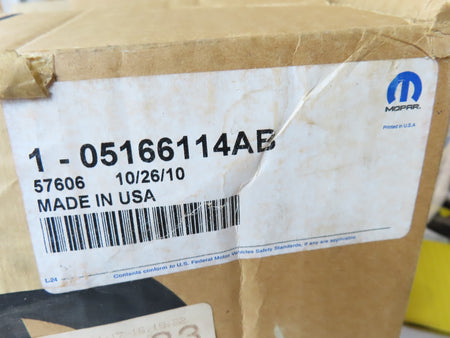 MOPAR
Printed in U.S.A
1 - 05166114AB
57606 10/26/10
MADE IN USA
L-24
Contents conform to U.S. Federal Motor Vehicles Safety Standards, if any are applicable.